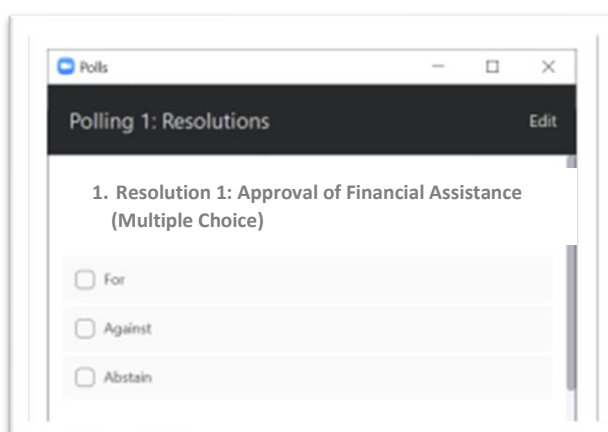 Polls
Polling 1: Resolutions Edit
1. Resolution 1: Approval of Financial Assistance
(Multiple Choice)
For
Against
Abstain